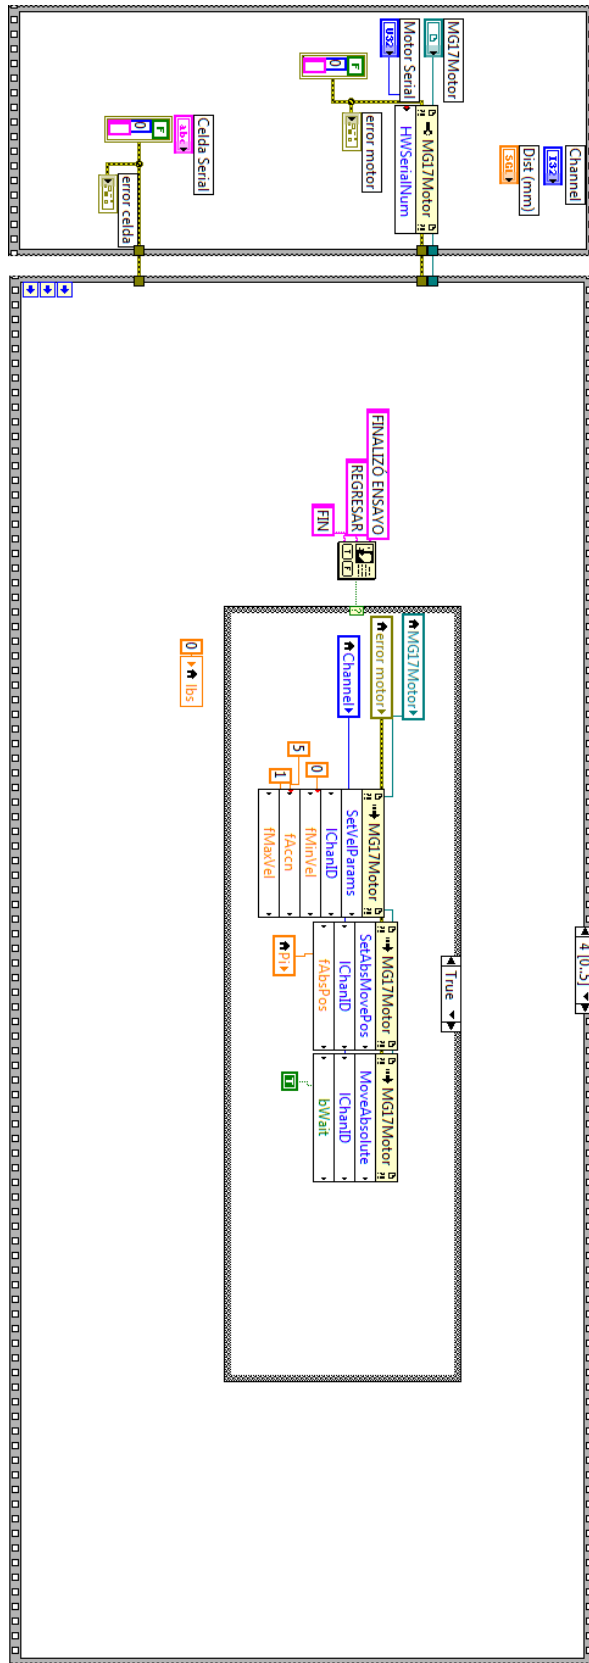 Channel
I32
Dist (mm)
SGL
MG17Motor
Motor Serial
U32
MG17Motor
HWSerialNum
F
0
error motor
Celda Serial
abc
F
0
error celda
4 [0..5]
FINALIZÓ ENSAYO
REGRESAR
FIN
T
F
?
True
MG17Motor
error motor
Channel
0
5
1
MG17Motor
SetVelParams
lChanID
fMinVel
fAccn
fMaxVel
MG17Motor
SetAbsMovePos
lChanID
fAbsPos
Pi
MG17Motor
MoveAbsolute
lChanID
bWait
T
0
lbs